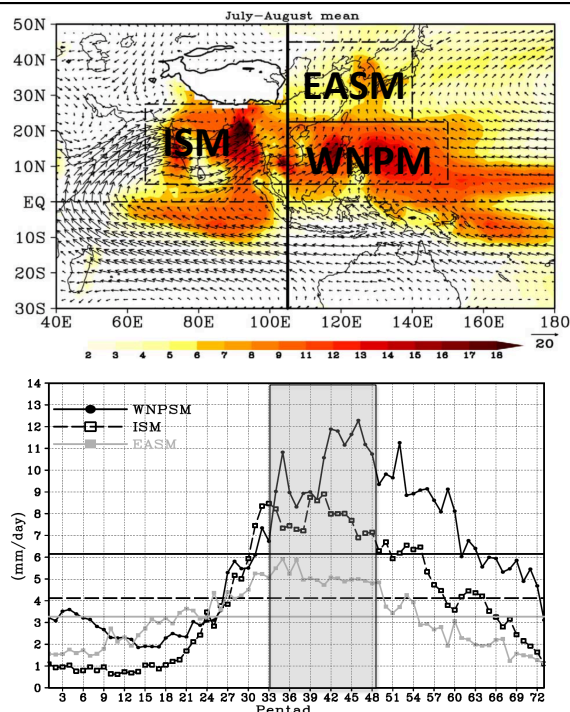 July-August mean
50N
40N
30N
20N
10N
EQ
10S
20S
30S
EASM
ISM
WNPM
40E 60E 80E 100E 120E 140E 160E 180
2 3 4 5 6 7 8 9 10 11 12 13 14 15 16 17 18
20
14
13
12
11
10
9
8
7
6
5
4
3
2
1
0
(mm/day)
WNPSM
ISM
EASM
3 6 9 12 15 18 21 24 27 30 33 36 39 42 45 48 51 54 57 60 63 66 69 72
Pentad